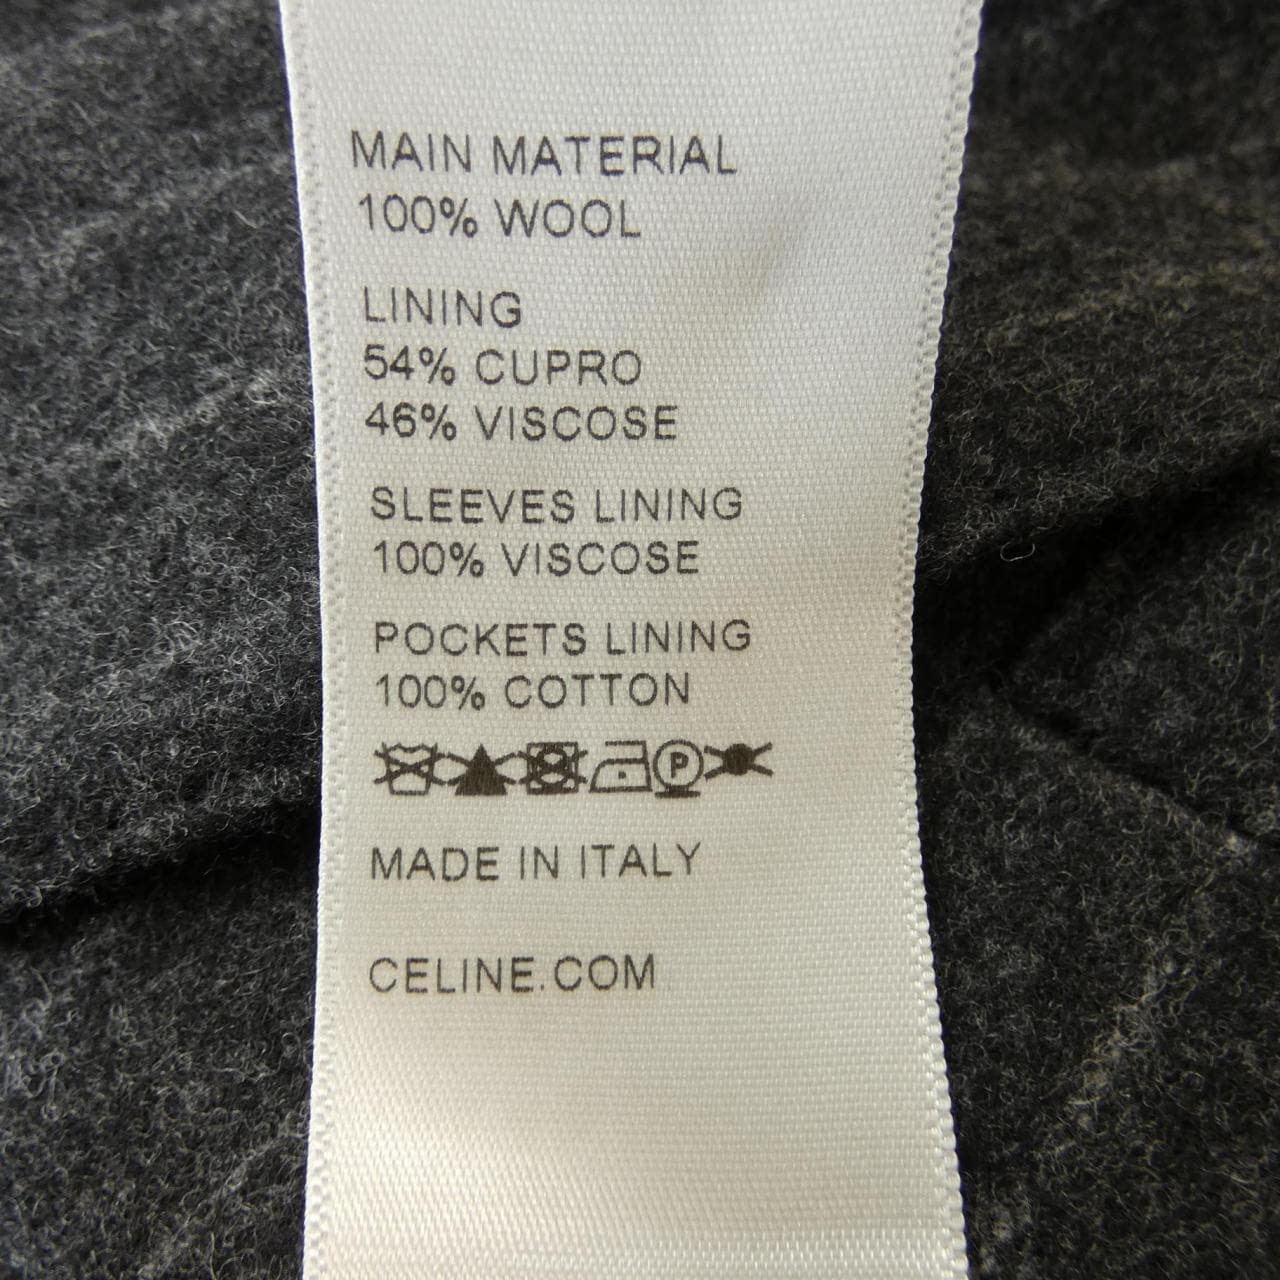 MAIN MATERIAL
100% WOOL
LINING
54% CUPRO
46% VISCOSE
SLEEVES LINING
100% VISCOSE
POCKETS LINING
100% COTTON
P
MADE IN ITALY
CELINE.COM